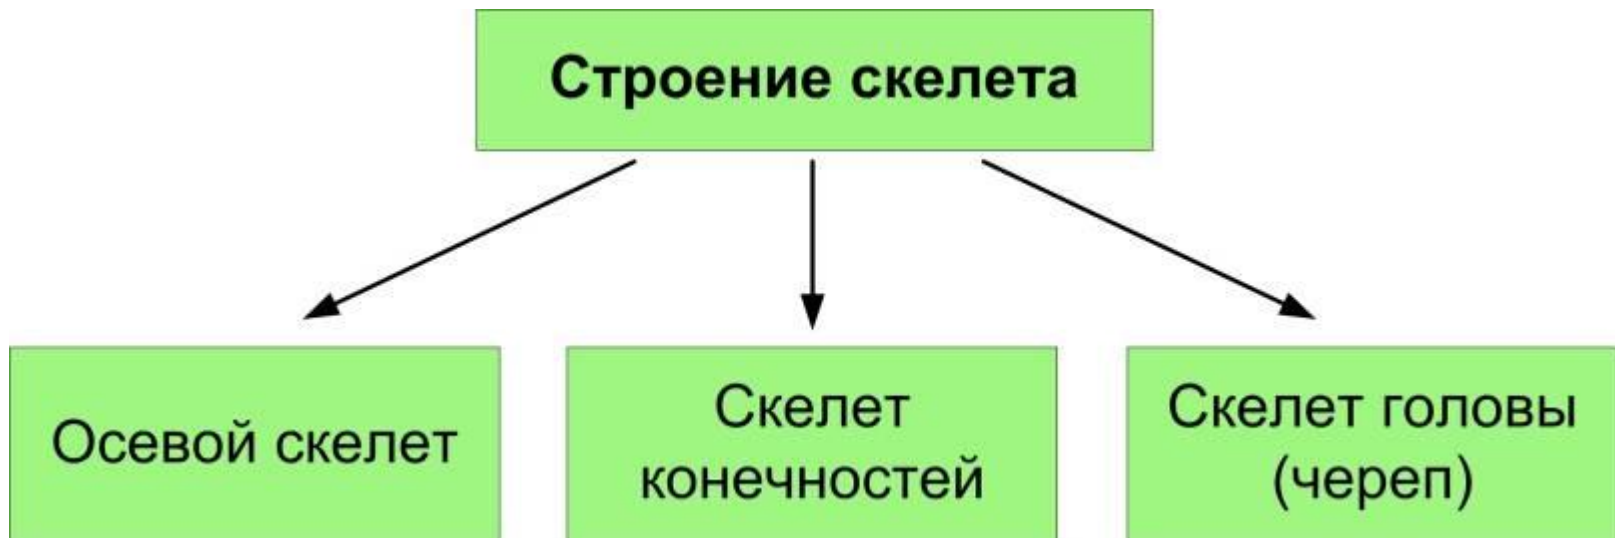 Строение скелета
Осевой скелет
Скелет
конечностей
Скелет головы
(череп)